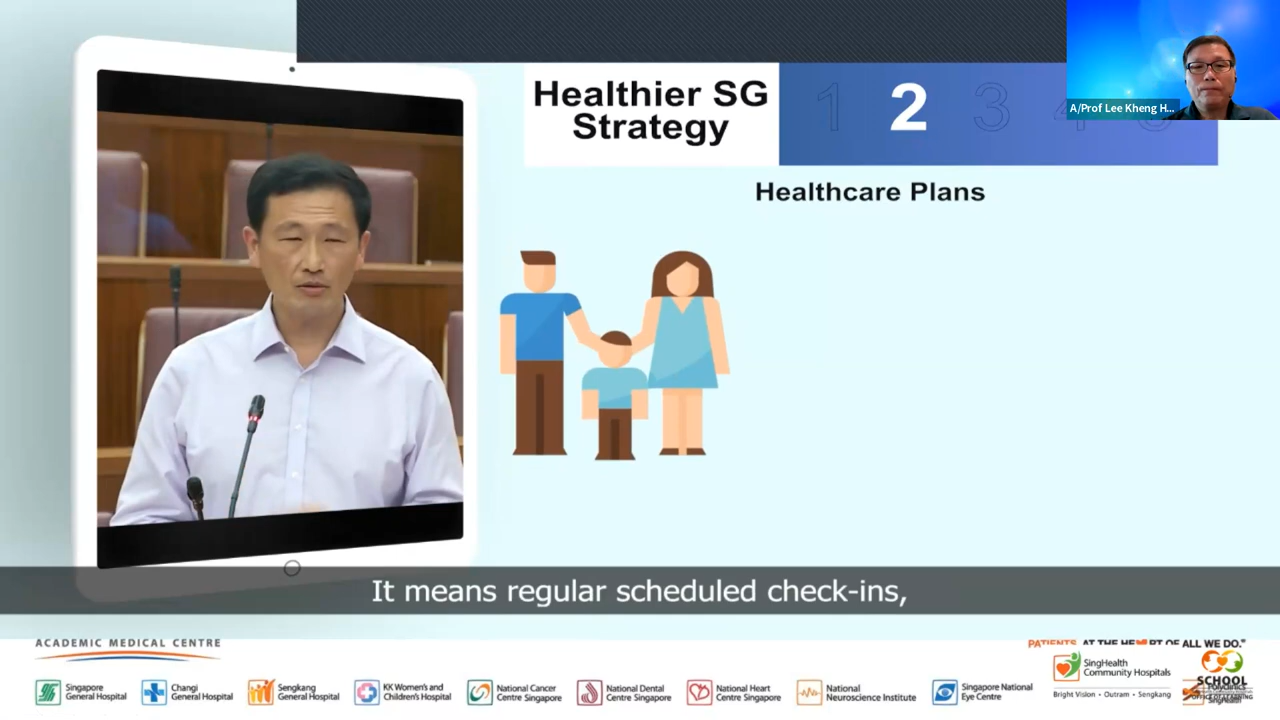 Healthier SG
Strategy
1 2 3 4
A/Prof Lee Kheng H...
Healthcare Plans
It means regular scheduled check-ins,
ACADEMIC MEDICAL CENTRE
PATIENTS. AT THE HEART OF ALL WE DO.®
Singapore
General Hospital
Changi
General Hospital
Sengkang
General Hospital
KK Women's and
Children's Hospital
National Cancer
Centre Singapore
National Dental
Centre Singapore
National Heart
Centre Singapore
National
Neuroscience Institute
Singapore National
Eye Centre
SingHealth
Community Hospitals
Bright Vision • Outram • Sengkang
SCHOOL